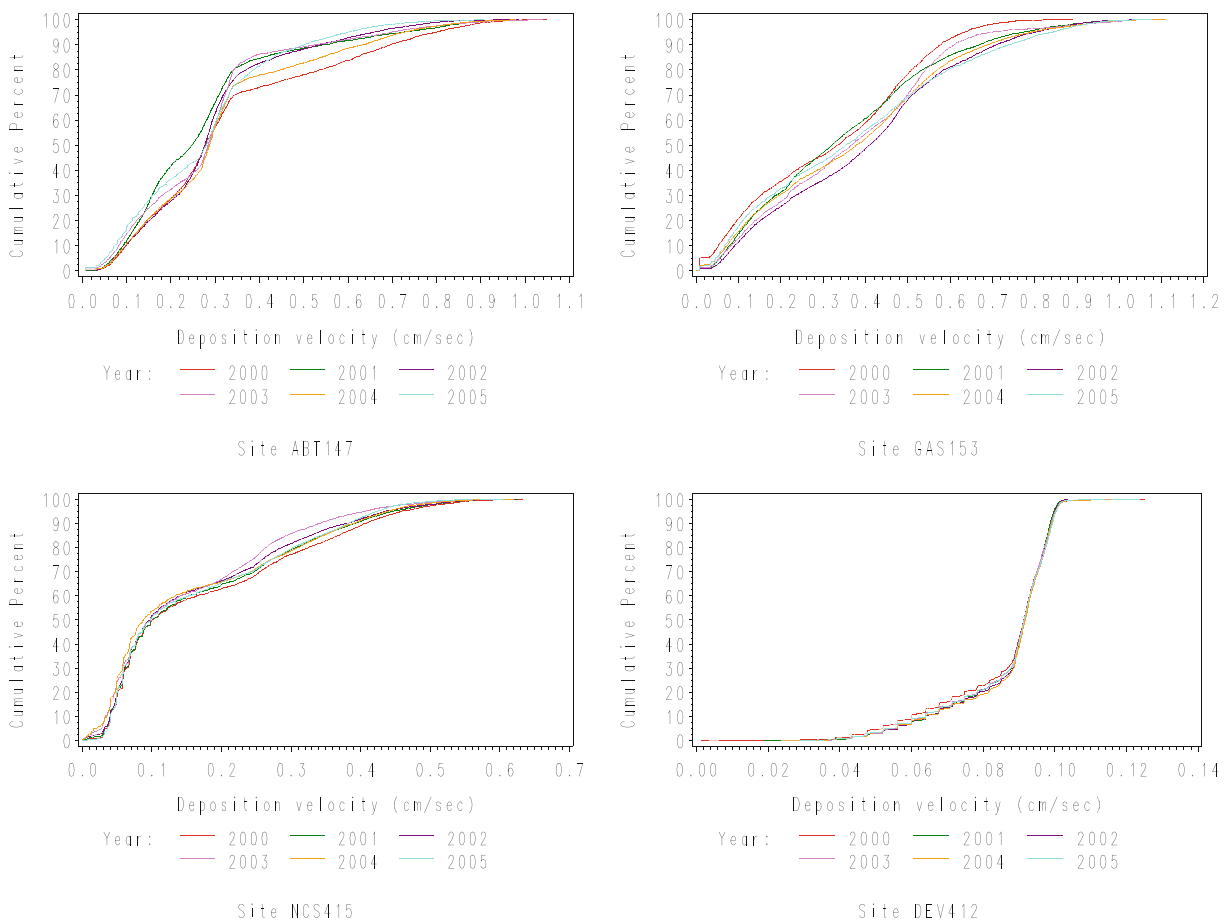 100 90 80 70 60 50 40 30 20 10 0
Cumulative Percent
0.0 0.1 0.2 0.3 0.4 0.5 0.6 0.7 0.8 0.9 1.0 1.1
Deposition velocity (cm/sec)
Year: 2000 2001 2002
2003 2004 2005
Site ABT147
100 90 80 70 60 50 40 30 20 10 0
Cumulative Percent
0.0 0.1 0.2 0.3 0.4 0.5 0.6 0.7 0.8 0.9 1.0 1.1 1.2
Deposition velocity (cm/sec)
Year: 2000 2001 2002
2003 2004 2005
Site GAS153
100 90 80 70 60 50 40 30 20 10 0
Cumulative Percent
0.0 0.1 0.2 0.3 0.4 0.5 0.6 0.7
Deposition velocity (cm/sec)
Year: 2000 2001 2002
2003 2004 2005
Site NCS415
100 90 80 70 60 50 40 30 20 10 0
Cumulative Percent
0.00 0.02 0.04 0.06 0.08 0.10 0.12 0.14
Deposition velocity (cm/sec)
Year: 2000 2001 2002
2003 2004 2005
Site DEV412